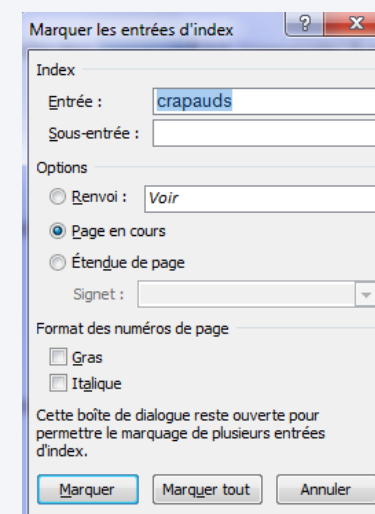 Marquer les entrées d'index
? X
Index
Entrée : crapauds
Sous-entrée :
Options
Renvoi : Voir
Page en cours
Étendue de page
Signet :
Format des numéros de page
Gras
Italique
Cette boîte de dialogue reste ouverte pour
permettre le marquage de plusieurs entrées
d'index.
Marquer Marquer tout Annuler